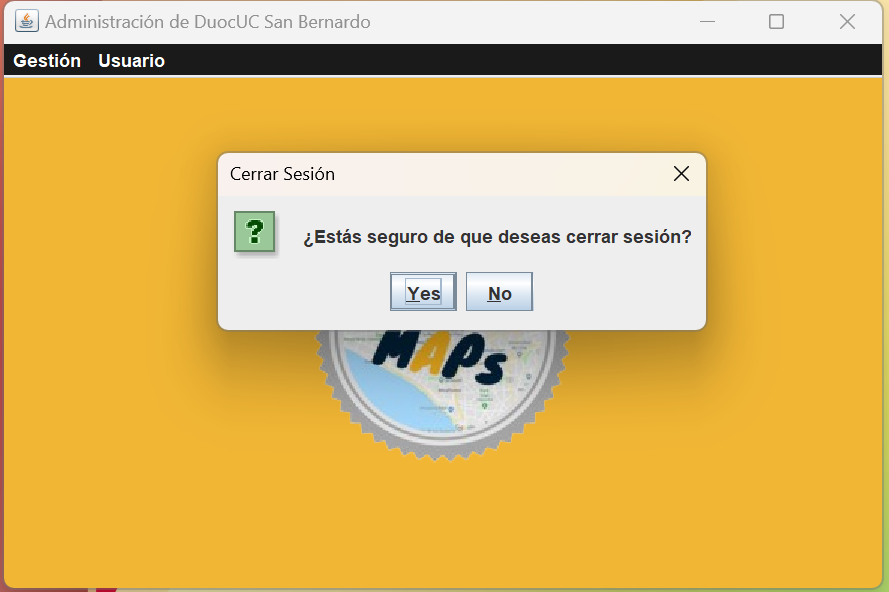 Administración de DuocUC San Bernardo
Gestión Usuario
Cerrar Sesión
?
¿Estás seguro de que deseas cerrar sesión?
Yes No
MAPS